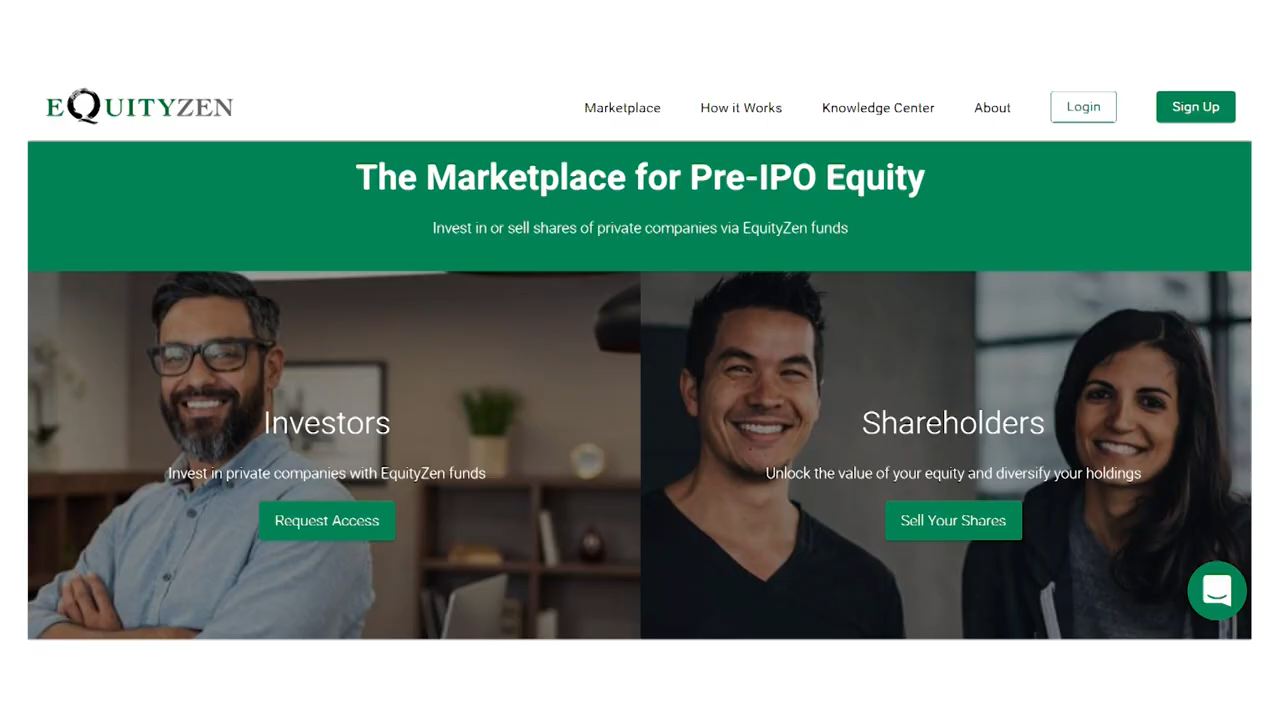 EQUITYZEN
Marketplace
How it Works
Knowledge Center
About
Login
Sign Up
The Marketplace for Pre-IPO Equity
Invest in or sell shares of private companies via EquityZen funds
Investors
Invest in private companies with EquityZen funds
Request Access
Shareholders
Unlock the value of your equity and diversify your holdings
Sell Your Shares